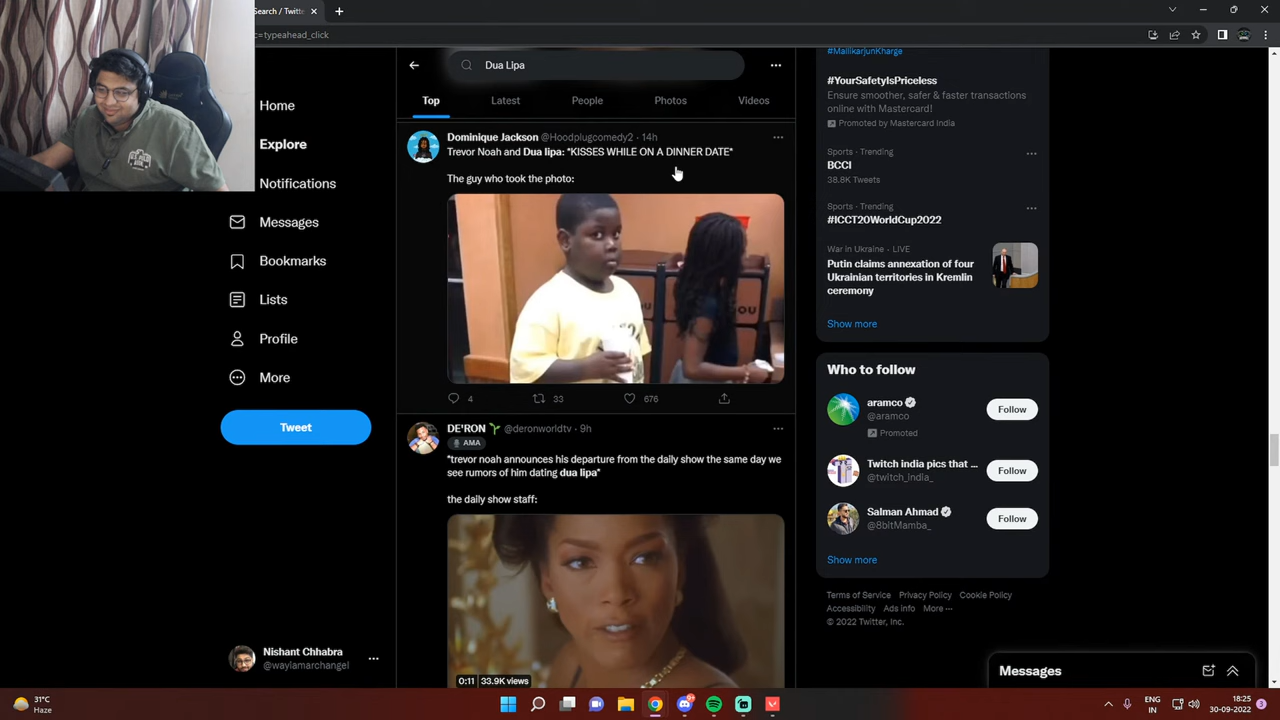 Search / Twitte
c=typeahead_click
Home
Explore
Notifications
Messages
Bookmarks
Lists
Profile
More
Tweet
Nishant Chhabra
@waylamarchangel
Dua Lipa
Top Latest People Photos Videos
Dominique Jackson @Hoodplugcomedy2 · 14h
Trevor Noah and Dua lipa: *KISSES WHILE ON A DINNER DATE*
The guy who took the photo:
4 33 676
DE'RON @deronworldtv · 9h
AMA
*trevor noah announces his departure from the daily show the same day we
see rumors of him dating dua lipa*
the daily show staff:
0:11 33.9K views
#MallikarjunKharge
#YourSafetyIsPriceless
Ensure smoother, safer & faster transactions
online with Mastercard!
Promoted by Mastercard India
Sports · Trending
BCCI
38.8K Tweets
Sports · Trending
#ICCT20WorldCup2022
War in Ukraine · LIVE
Putin claims annexation of four
Ukrainian territories in Kremlin
ceremony
Show more
Who to follow
aramco
@aramco
Promoted
Follow
Twitch india pics that ...
@twitch_india_
Follow
Salman Ahmad
@8bitMamba_
Follow
Show more
Terms of Service Privacy Policy Cookie Policy
Accessibility Ads info More ···
© 2022 Twitter, Inc.
Messages
31°C
Haze
ENG
IN
18:25
30-09-2022